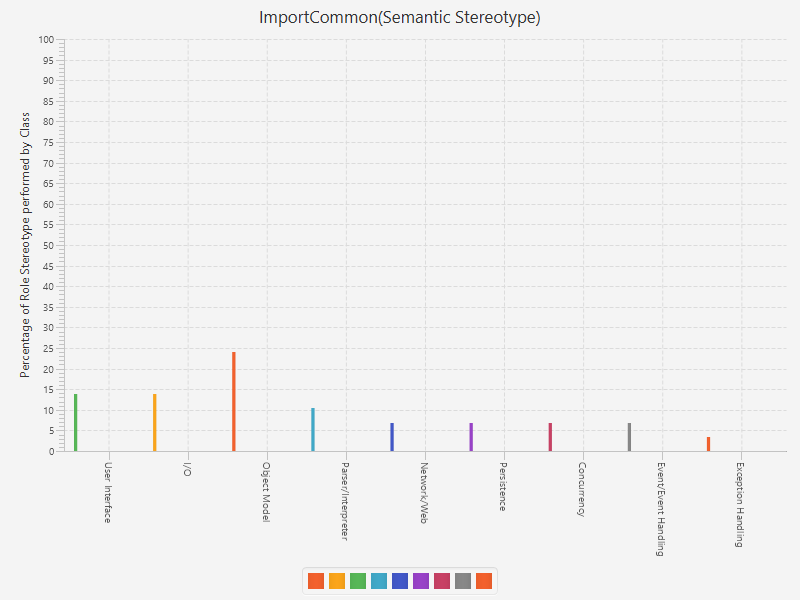 ImportCommon(Semantic Stereotype)
Percentage of Role Stereotype performed by Class
100
95
90
85
80
75
70
65
60
55
50
45
40
35
30
25
20
15
10
5
0
User Interface
I/O
Object Model
Parser/Interpreter
Network/Web
Persistence
Concurrency
Event/Event Handling
Exception Handling